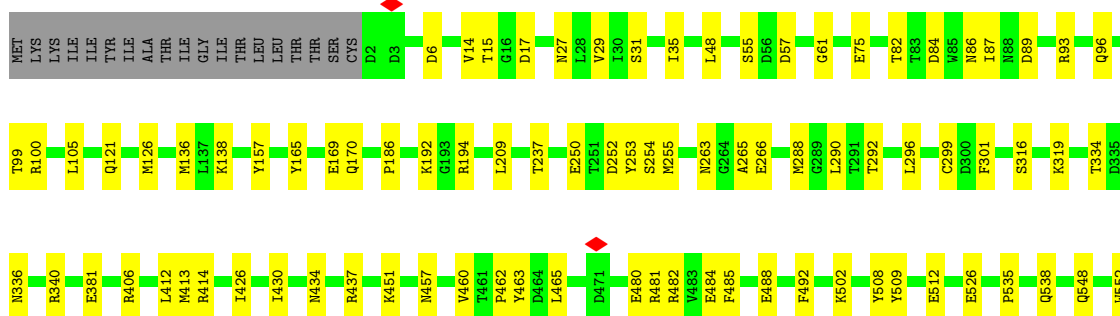 MET LYS LYS ILE ILE TYR ILE ALA THR ILE GLY ILE THR LEU LEU THR THR SER CYS D2 D3 D6 V14 T15 G16 D17 N27 L28 V29 I30 S31 I35 L48 S55 D56 D57 G61 E75 T82 T83 D84 W85 N86 I87 N88 D89 R93 Q96
T99 R100 L105 Q121 M126 M136 L137 K138 Y157 Y165 E169 Q170 P186 K192 G193 R194 L209 T237 E250 T251 D252 Y253 S254 M255 N263 G264 A265 E266 M288 G289 L290 T291 T292 L296 C299 D300 F301 S316 K319 T334 D335
N336 R340 E381 R406 L412 M413 R414 I426 I430 N434 R437 K451 N457 V460 T461 P462 Y463 D464 L465 D471 E480 R481 R482 V483 E484 F485 E488 F492 K502 Y508 Y509 E512 E526 P535 Q538 Q548